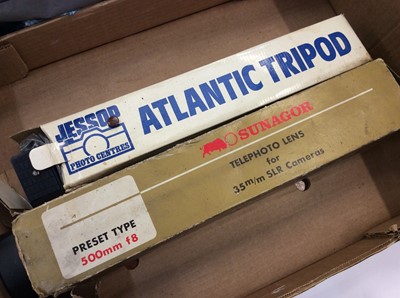 JESSOP
PHOTO CENTRES
ATLANTIC TRIPOD
SUNAGOR
TELEPHOTO LENS
for
35m/m SLR Cameras
PRESET TYPE
500mm f8